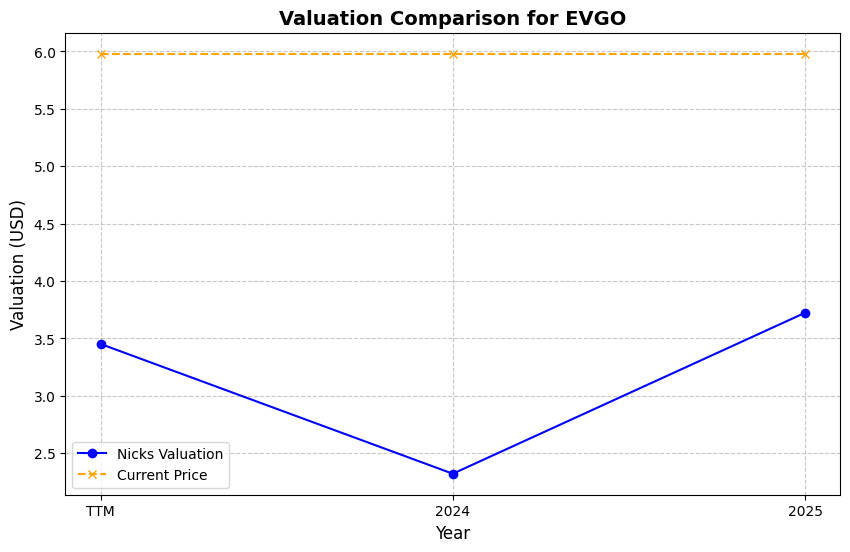 Valuation Comparison for EVGO
Valuation (USD)
6.0
5.5
5.0
4.5
4.0
3.5
3.0
2.5
Nicks Valuation
Current Price
TTM
2024
2025
Year